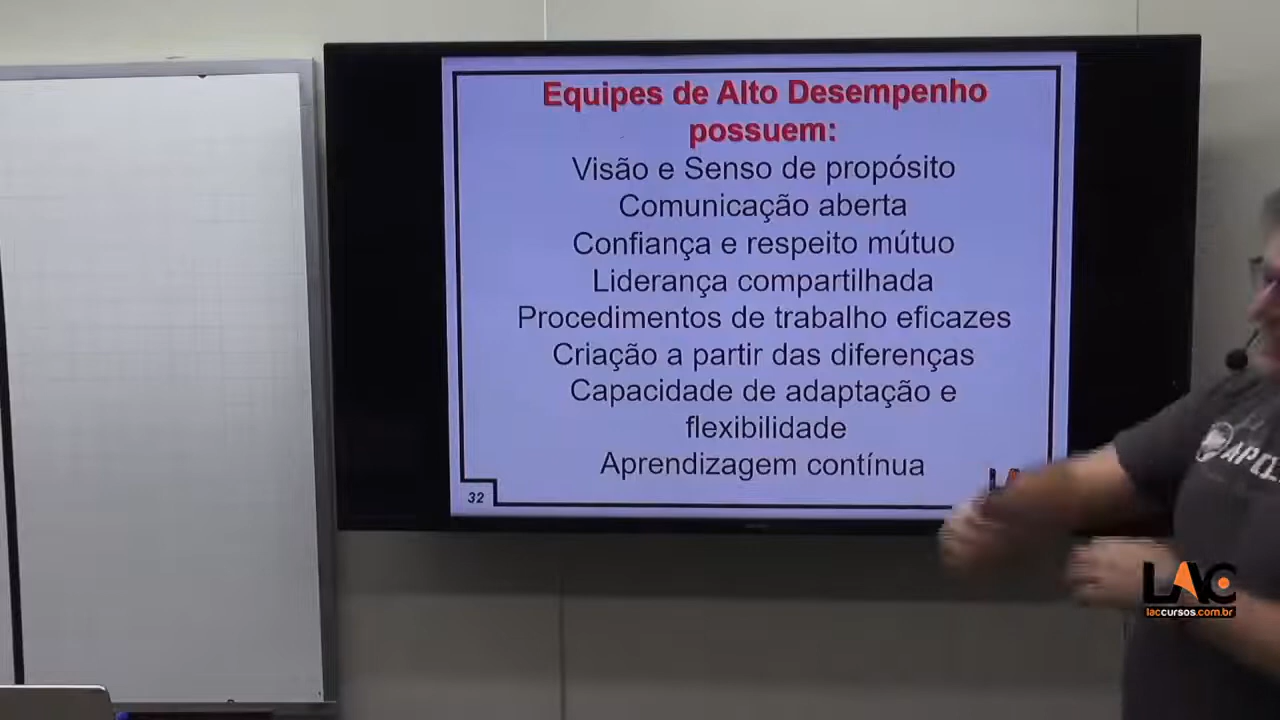 Equipes de Alto Desempenho
possuem:
Visão e Senso de propósito
Comunicação aberta
Confiança e respeito mútuo
Liderança compartilhada
Procedimentos de trabalho eficazes
Criação a partir das diferenças
Capacidade de adaptação e
flexibilidade
Aprendizagem contínua
32
LAC
laccursos.com.br